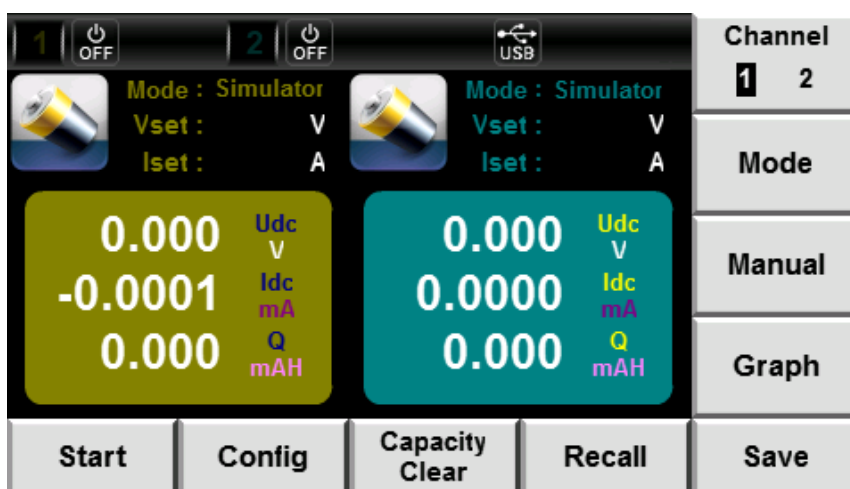 1 OFF 2 OFF USB
Channel
1 2
Mode : Simulator
Vset : V
Iset : A
Mode : Simulator
Vset : V
Iset : A
Mode
0.000 Udc V
-0.0001 Idc mA
0.000 Q mAH
0.000 Udc V
0.0000 Idc mA
0.000 Q mAH
Manual
Graph
Start
Config
Capacity
Clear
Recall
Save